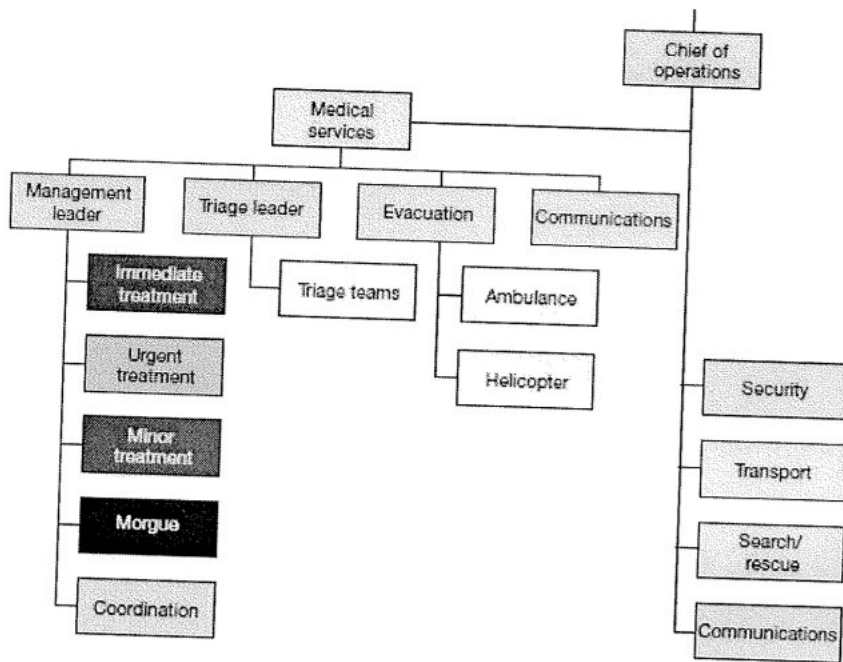 Chief of
operations
Medical
services
Management
leader
Triage leader
Evacuation
Communications
Immediate
treatment
Triage teams
Ambulance
Urgent
treatment
Helicopter
Security
Minor
treatment
Transport
Morgue
Search/
rescue
Coordination
Communications